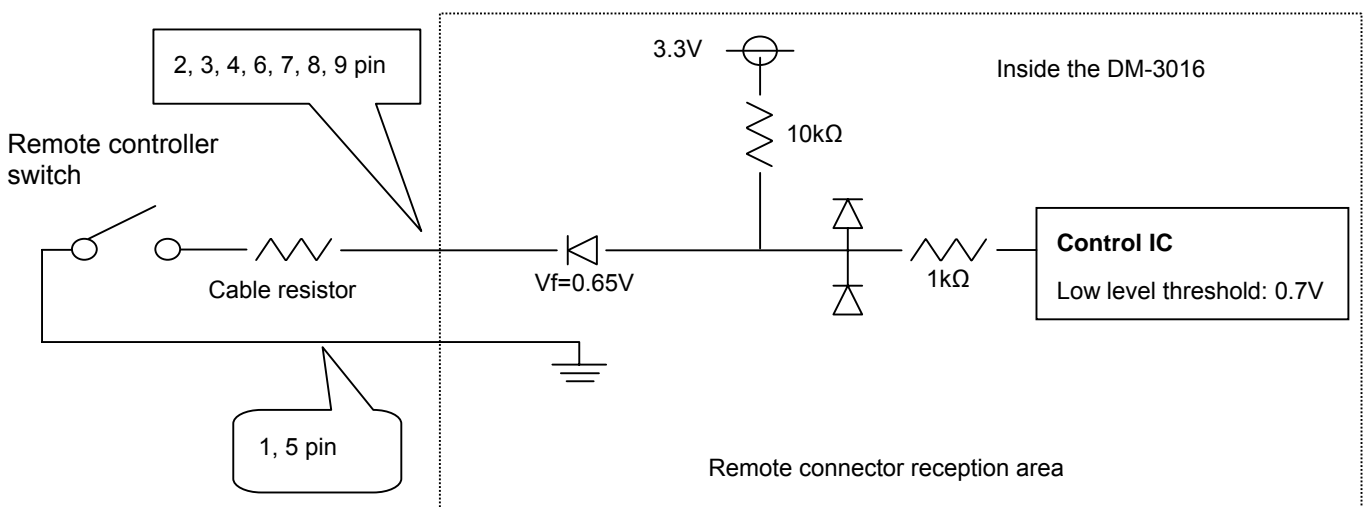 2, 3, 4, 6, 7, 8, 9 pin
3.3V
Inside the DM-3016
Remote controller
switch
10kΩ
Cable resistor
Vf=0.65V
1kΩ
Control IC
Low level threshold: 0.7V
1, 5 pin
Remote connector reception area